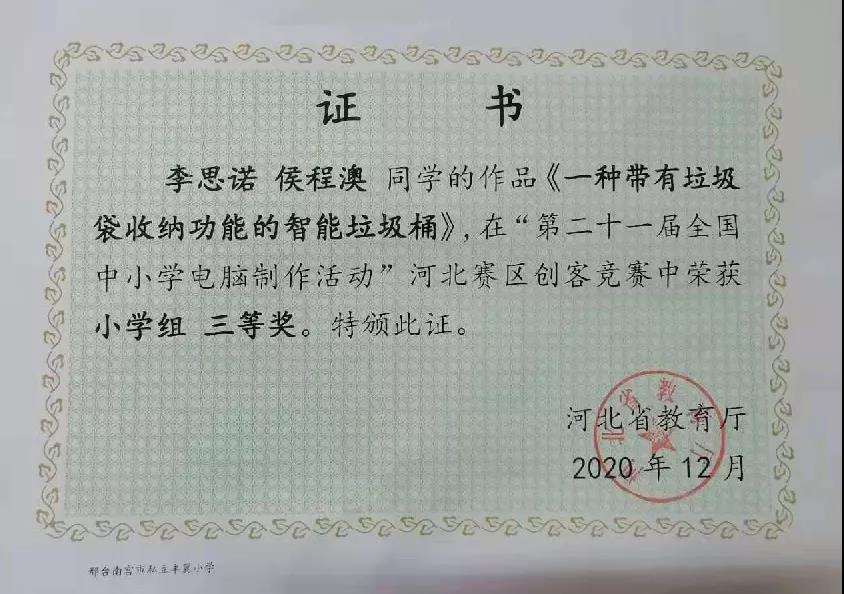 证 书
李思诺 侯程澳 同学的作品《一种带有垃圾
袋收纳功能的智能垃圾桶》,在“第二十一届全国
中小学电脑制作活动”河北赛区创客竞赛中荣获
小学组 三等奖。特颁此证。
河北省教育厅
2020 年 12 月
邢台南宫市私立丰翼小学